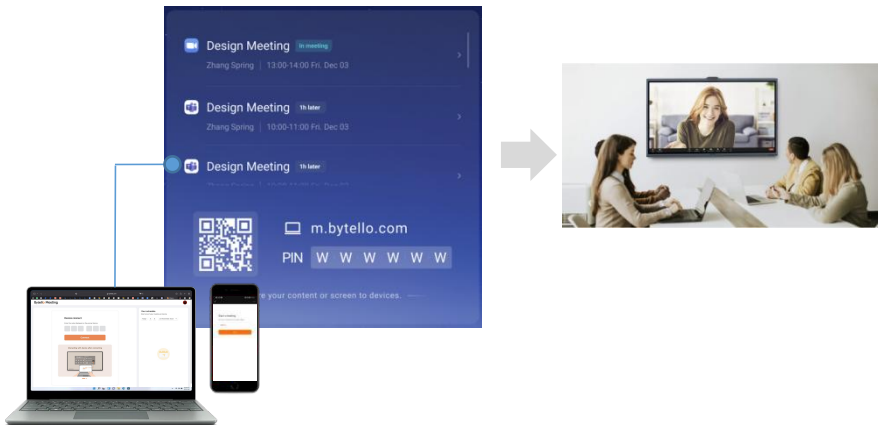 Design Meeting In meeting
Zhang Spring | 13:00-14:00 Fri. Dec 03
Design Meeting 1h later
Zhang Spring | 10:00-11:00 Fri. Dec 03
Design Meeting 1h later
m.bytello.com
PIN W W W W W W
your content or screen to devices.